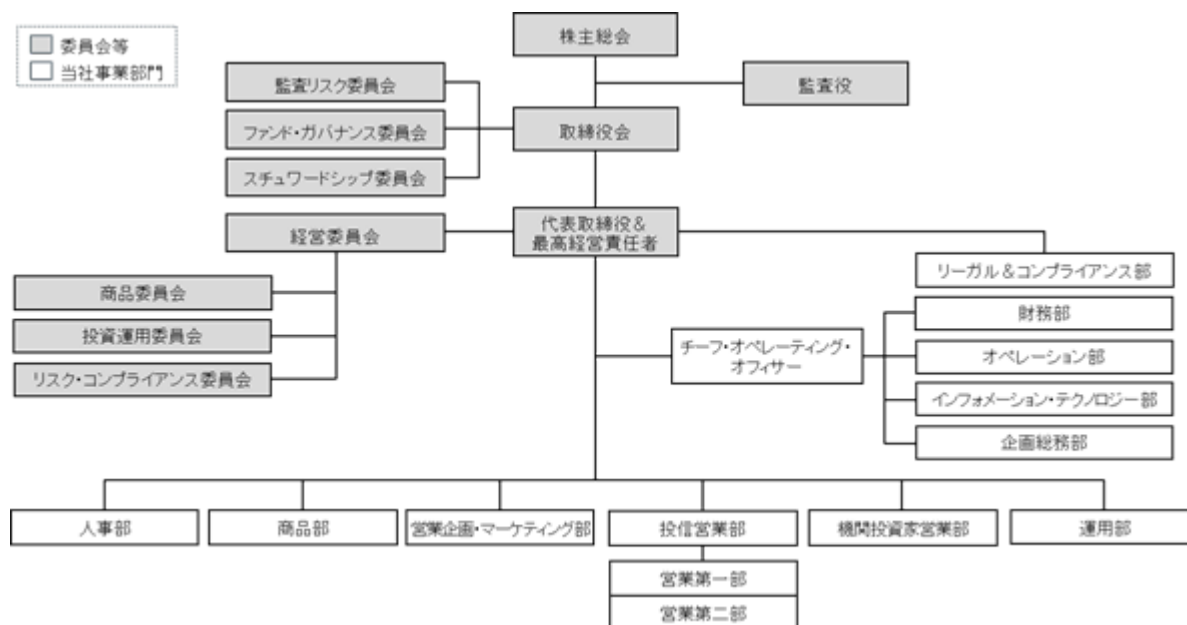 委員会等
当社事業部門
株主総会
監査役
監査リスク委員会
ファンド・ガバナンス委員会
スチュワードシップ委員会
取締役会
経営委員会
代表取締役&
最高経営責任者
商品委員会
投資運用委員会
リスク・コンプライアンス委員会
リーガル&コンプライアンス部
チーフ・オペレーティング・
オフィサー
財務部
オペレーション部
インフォメーション・テクノロジー部
企画総務部
人事部
商品部
営業企画・マーケティング部
投信営業部
機関投資家営業部
運用部
営業第一部
営業第二部